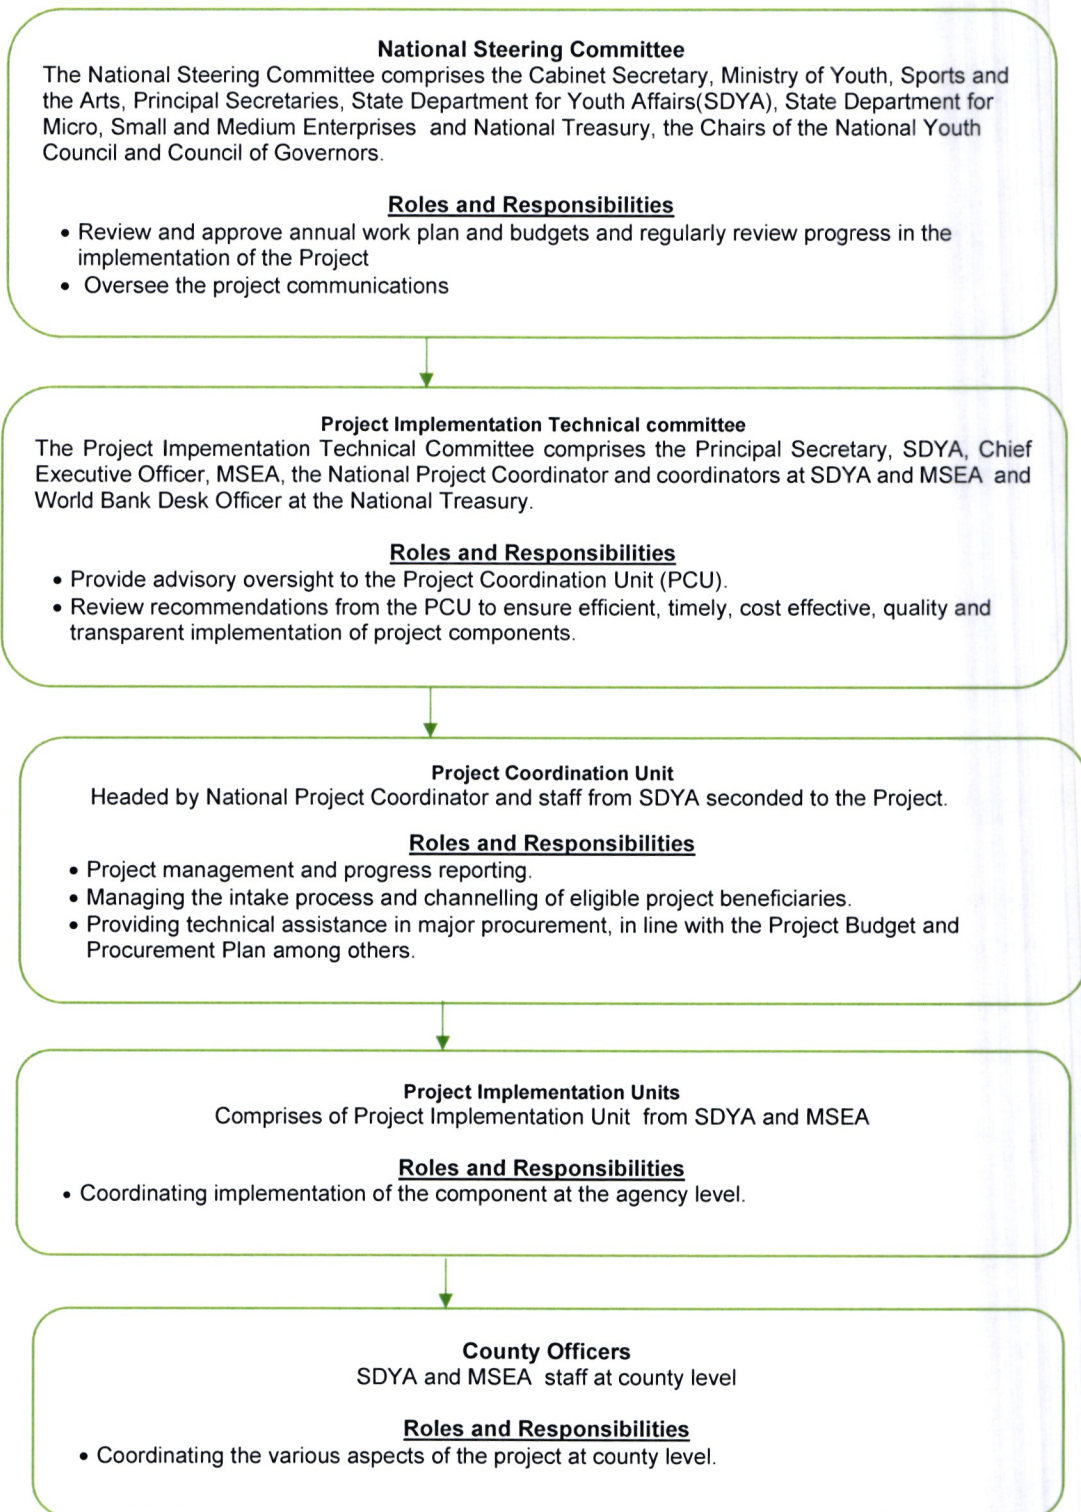 National Steering Committee
The National Steering Committee comprises the Cabinet Secretary, Ministry of Youth, Sports and
the Arts, Principal Secretaries, State Department for Youth Affairs(SDYA), State Department for
Micro, Small and Medium Enterprises and National Treasury, the Chairs of the National Youth
Council and Council of Governors.
Roles and Responsibilities
• Review and approve annual work plan and budgets and regularly review progress in the
implementation of the Project
• Oversee the project communications
Project Implementation Technical committee
The Project Impementation Technical Committee comprises the Principal Secretary, SDYA, Chief
Executive Officer, MSEA, the National Project Coordinator and coordinators at SDYA and MSEA and
World Bank Desk Officer at the National Treasury.
Roles and Responsibilities
• Provide advisory oversight to the Project Coordination Unit (PCU).
• Review recommendations from the PCU to ensure efficient, timely, cost effective, quality and
transparent implementation of project components.
Project Coordination Unit
Headed by National Project Coordinator and staff from SDYA seconded to the Project.
Roles and Responsibilities
• Project management and progress reporting.
• Managing the intake process and channelling of eligible project beneficiaries.
• Providing technical assistance in major procurement, in line with the Project Budget and
Procurement Plan among others.
Project Implementation Units
Comprises of Project Implementation Unit from SDYA and MSEA
Roles and Responsibilities
• Coordinating implementation of the component at the agency level.
County Officers
SDYA and MSEA staff at county level
Roles and Responsibilities
• Coordinating the various aspects of the project at county level.